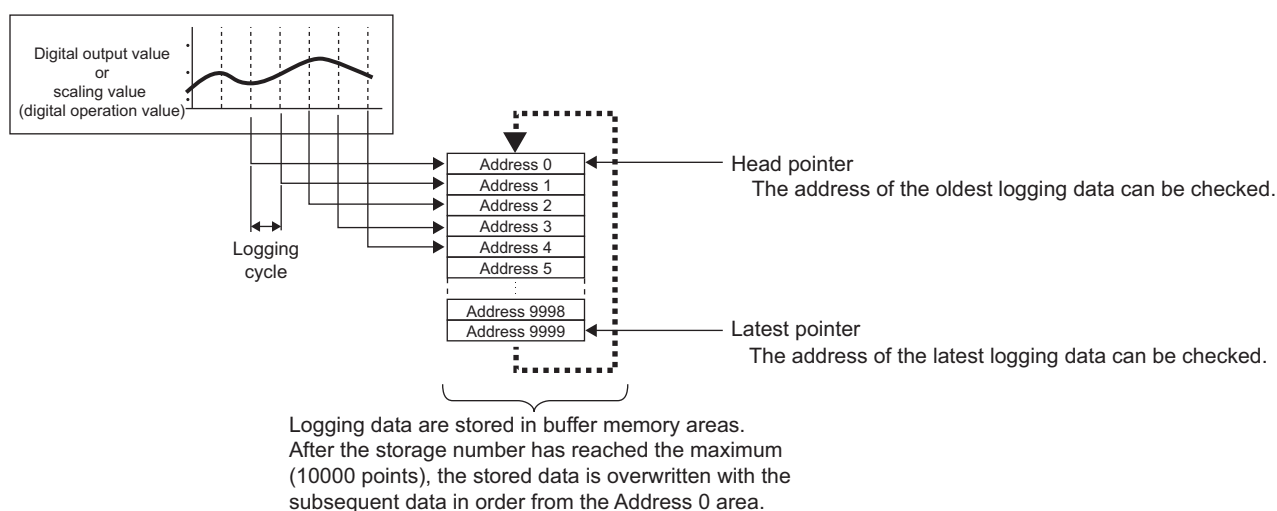 Digital output value
or
scaling value
(digital operation value)
Logging
cycle
Address 0
Address 1
Address 2
Address 3
Address 4
Address 5
Address 9998
Address 9999
Head pointer
The address of the oldest logging data can be checked.
Latest pointer
The address of the latest logging data can be checked.
Logging data are stored in buffer memory areas.
After the storage number has reached the maximum
(10000 points), the stored data is overwritten with the
subsequent data in order from the Address 0 area.